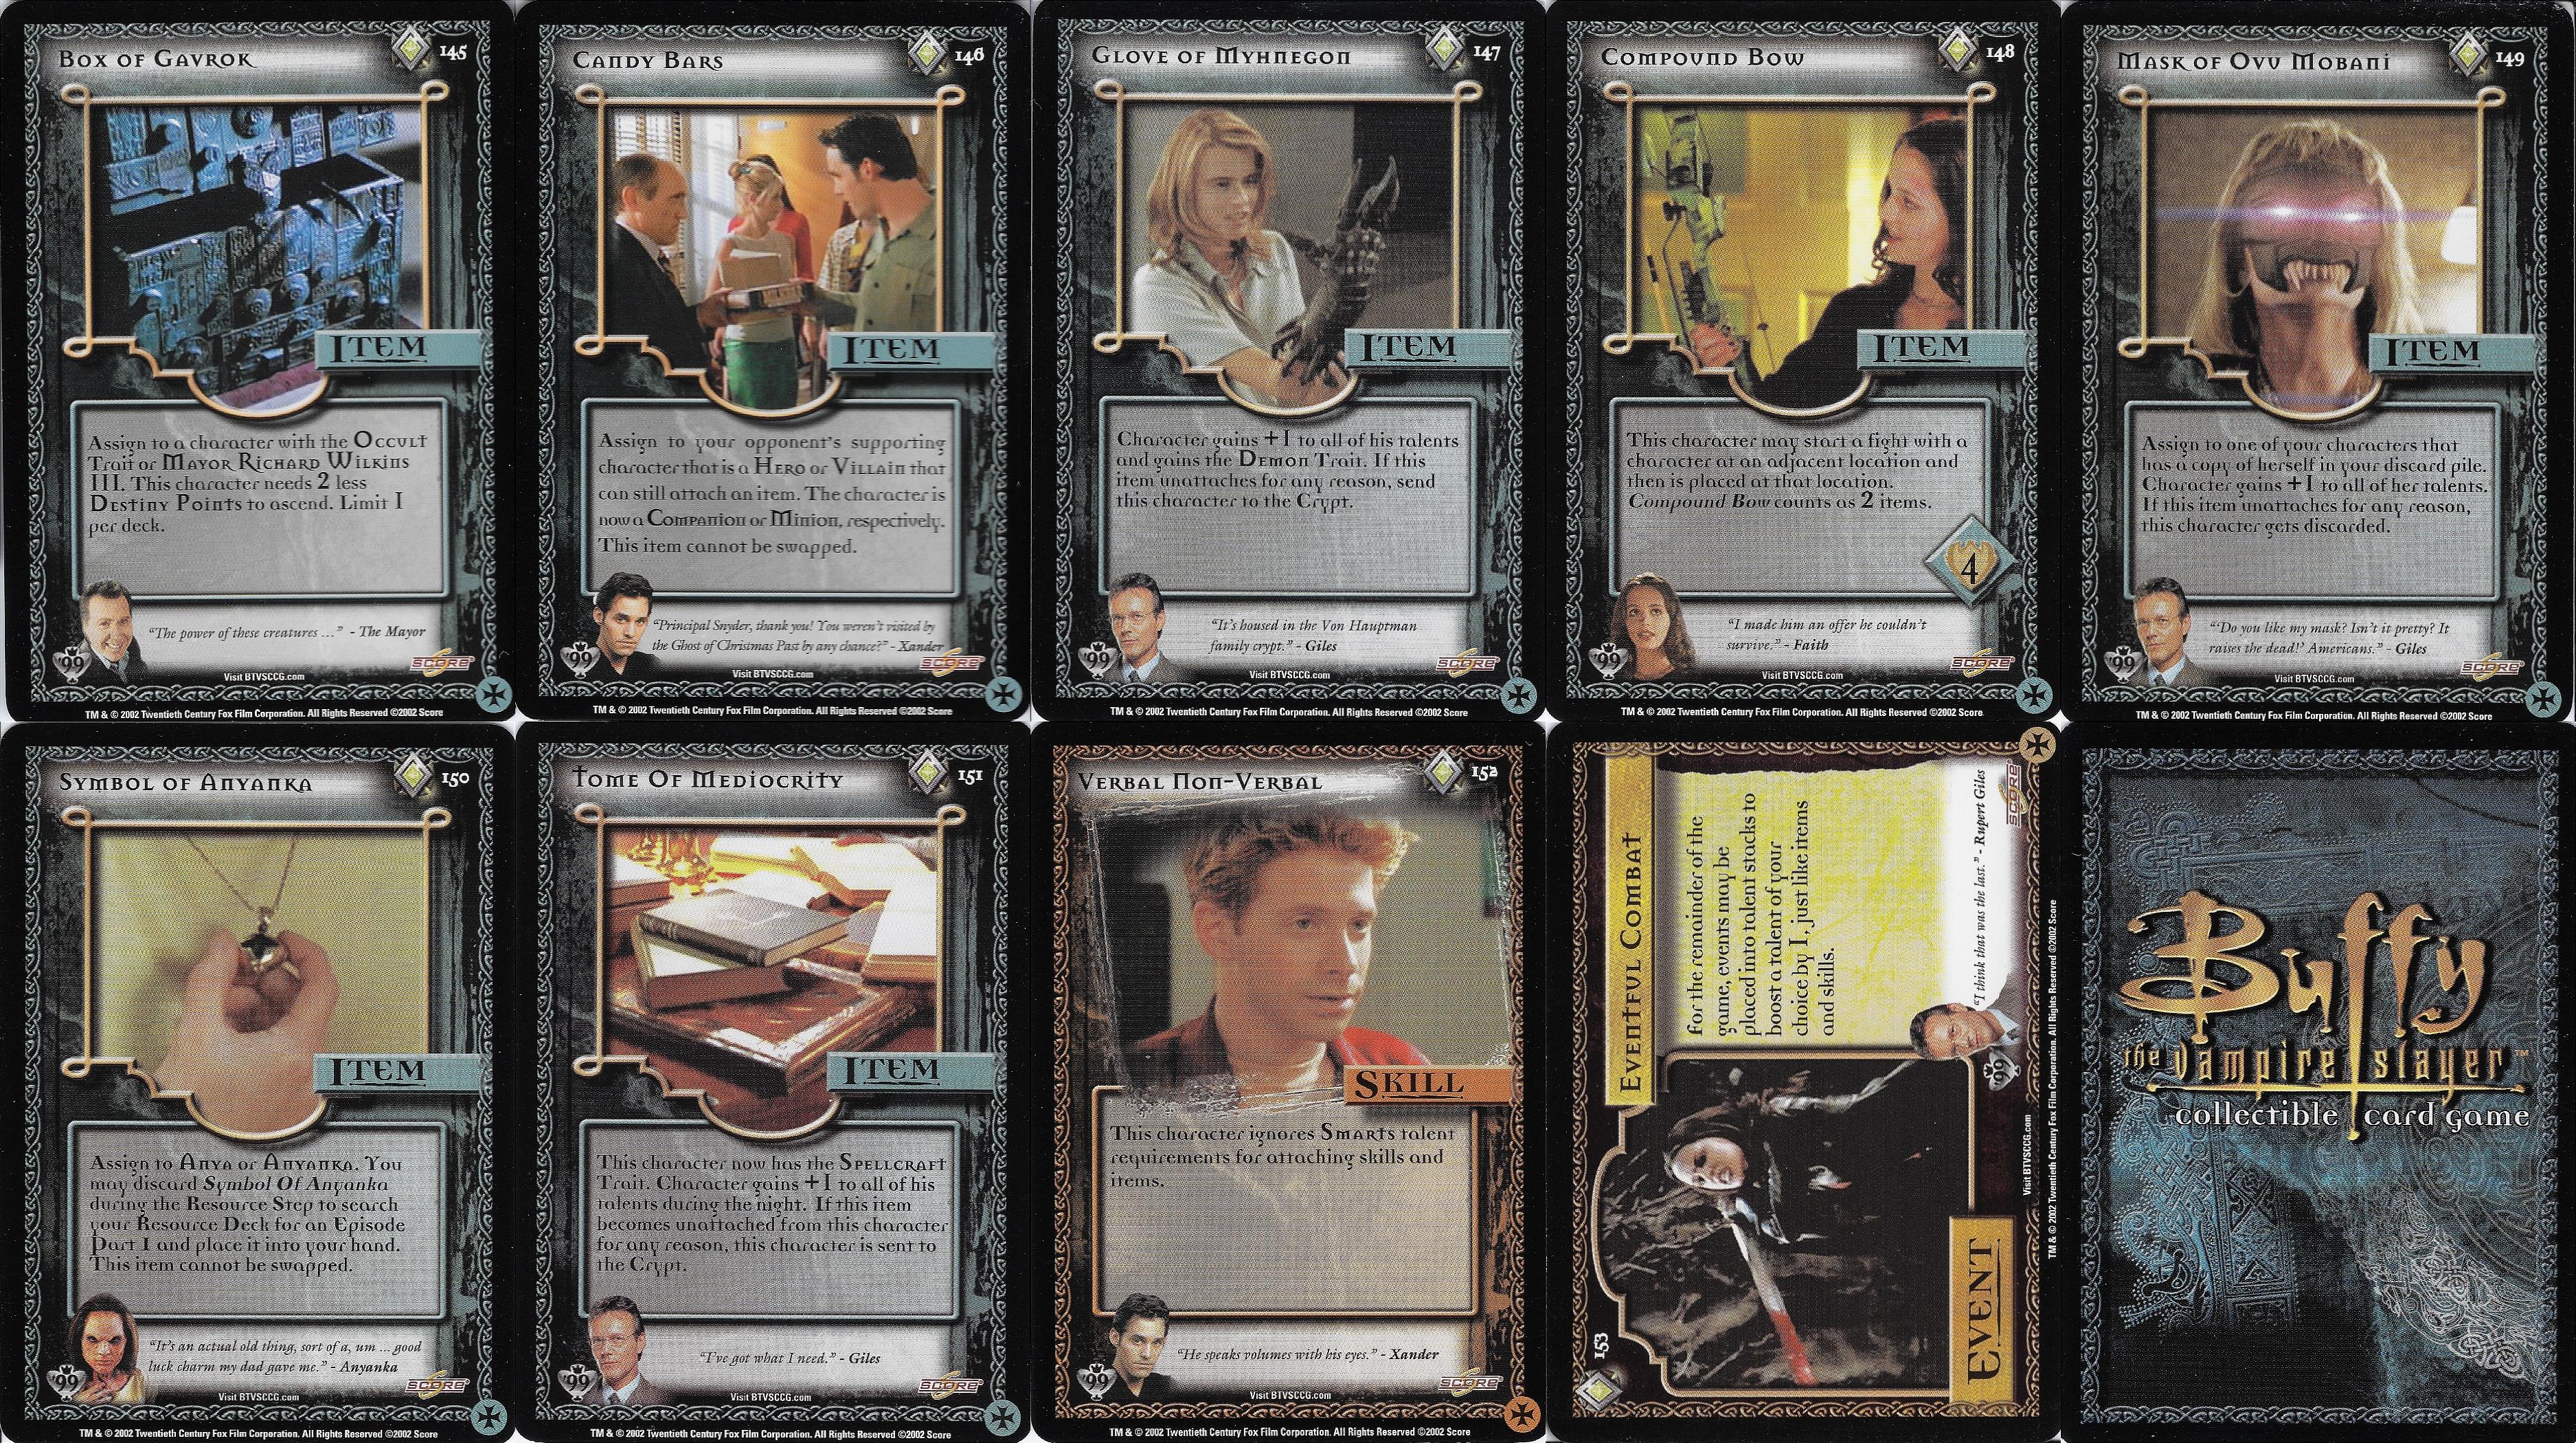 BOX OF GAVROK
145
ITEM
Assign to a character with the OCCULT
Trait or MAYOR RICHARD WILKINS
III. This character needs 2 less
DESTINY POINTS to ascend. Limit 1
per deck.
“The power of these creatures ...” - The Mayor
'99
SCORE
Visit BTVSCCG.com
TM & © 2002 Twentieth Century Fox Film Corporation. All Rights Reserved ©2002 Score
CANDY BARS
146
ITEM
Assign to your opponent's supporting
character that is a HERO or VILLAIN that
can still attach an item. The character is
now a COMPANION or MINION, respectively.
This item cannot be swapped.
“Principal Snyder, thank you! You weren't visited by
the Ghost of Christmas Past by any chance?” - Xander
'99
SCORE
Visit BTVSCCG.com
TM & © 2002 Twentieth Century Fox Film Corporation. All Rights Reserved ©2002 Score
GLOVE OF MYHNEGON
147
ITEM
Character gains +1 to all of his talents
and gains the DEMON Trait. If this
item unattaches for any reason, send
this character to the Crypt.
“It's housed in the Von Hauptman
family crypt.” - Giles
'99
SCORE
Visit BTVSCCG.com
TM & © 2002 Twentieth Century Fox Film Corporation. All Rights Reserved ©2002 Score
COMPOUND BOW
148
ITEM
This character may start a fight with a
character at an adjacent location and
then is placed at that location.
Compound Bow counts as 2 items.
4
“I made him an offer he couldn't
survive.” - Faith
'99
SCORE
Visit BTVSCCG.com
TM & © 2002 Twentieth Century Fox Film Corporation. All Rights Reserved ©2002 Score
MASK OF OVU MOBANI
149
ITEM
Assign to one of your characters that
has a copy of herself in your discard pile.
Character gains +1 to all of her talents.
If this item unattaches for any reason,
this character gets discarded.
“'Do you like my mask? Isn't it pretty? It
raises the dead!' Americans.” - Giles
'99
SCORE
Visit BTVSCCG.com
TM & © 2002 Twentieth Century Fox Film Corporation. All Rights Reserved ©2002 Score
SYMBOL OF ANYANKA
150
ITEM
Assign to ANYA or ANYANKA. You
may discard Symbol Of Anyanka
during the Resource Step to search
your Resource Deck for an Episode
Part 1 and place it into your hand.
This item cannot be swapped.
“It's an actual old thing, sort of a, um ... good
luck charm my dad gave me.” - Anyanka
'99
SCORE
Visit BTVSCCG.com
TM & © 2002 Twentieth Century Fox Film Corporation. All Rights Reserved ©2002 Score
TOME OF MEDIOCRITY
151
ITEM
This character now has the SPELLCRAFT
Trait. Character gains +1 to all of his
talents during the night. If this item
becomes unattached from this character
for any reason, this character is sent to
the Crypt.
“I've got what I need.” - Giles
'99
SCORE
Visit BTVSCCG.com
TM & © 2002 Twentieth Century Fox Film Corporation. All Rights Reserved ©2002 Score
VERBAL NON-VERBAL
152
SKILL
This character ignores SMARTS talent
requirements for attaching skills and
items.
“He speaks volumes with his eyes.” - Xander
'99
SCORE
Visit BTVSCCG.com
TM & © 2002 Twentieth Century Fox Film Corporation. All Rights Reserved ©2002 Score
153
EVENTFUL COMBAT
EVENT
For the remainder of the
game, events may be
placed into talent stacks to
boost a talent of your
choice by 1, just like items
and skills.
“I think that was the last.” - Rupert Giles
'99
SCORE
Visit BTVSCCG.com
TM & © 2002 Twentieth Century Fox Film Corporation. All Rights Reserved ©2002 Score
Buffy
the vampire slayer™
collectible card game